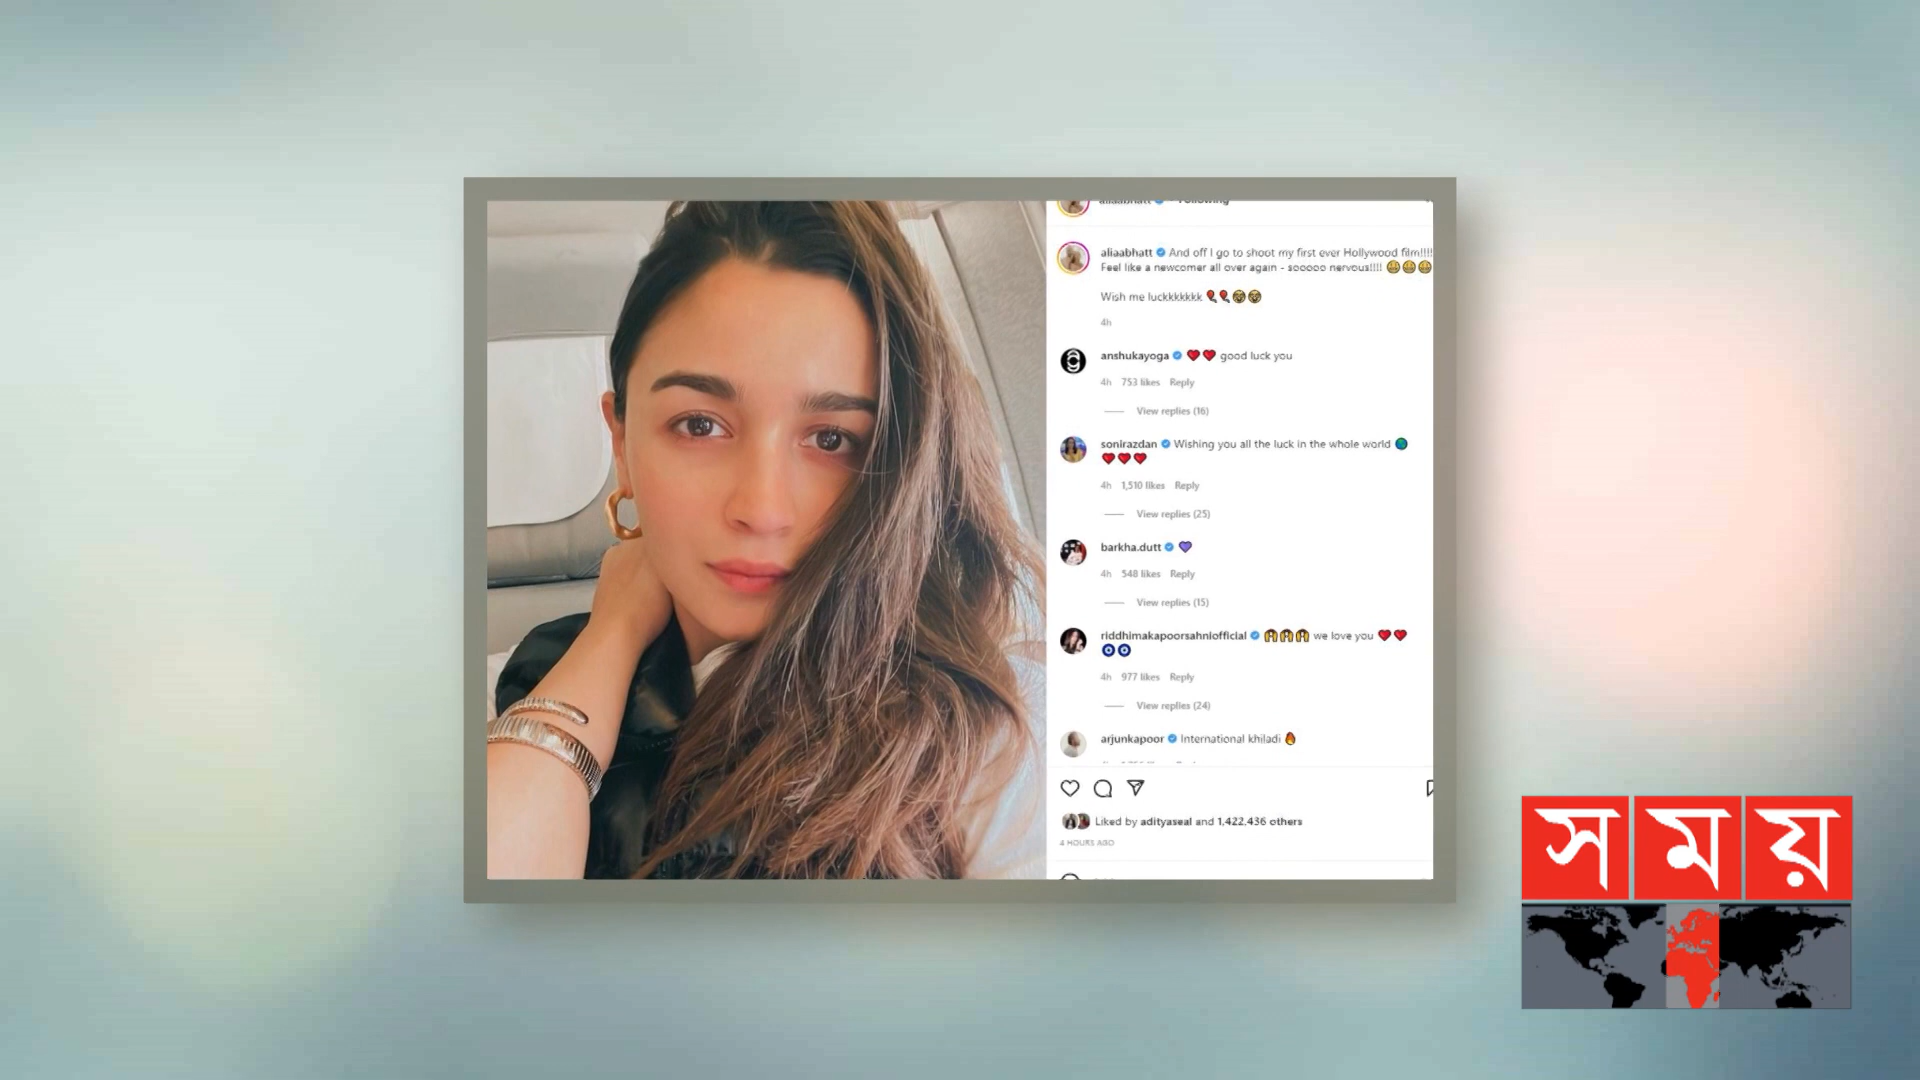 aliaabhatt • Following
aliaabhatt And off I go to shoot my first ever Hollywood film!!!!
Feel like a newcomer all over again - sooooo nervous!!!! 😀😀😀
Wish me luckkkkkkk
4h
anshukayoga ❤️❤️ good luck you
4h 753 likes Reply
View replies (16)
sonirazdan Wishing you all the luck in the whole world 🌍
❤️❤️❤️
4h 1,510 likes Reply
View replies (25)
barkha.dutt 💜
4h 548 likes Reply
View replies (15)
riddhimakapoorsahniofficial we love you ❤️❤️
🧿🧿
4h 977 likes Reply
View replies (24)
arjunkapoor International khiladi 🔥
Liked by adityaseal and 1,422,436 others
4 HOURS AGO
সময়